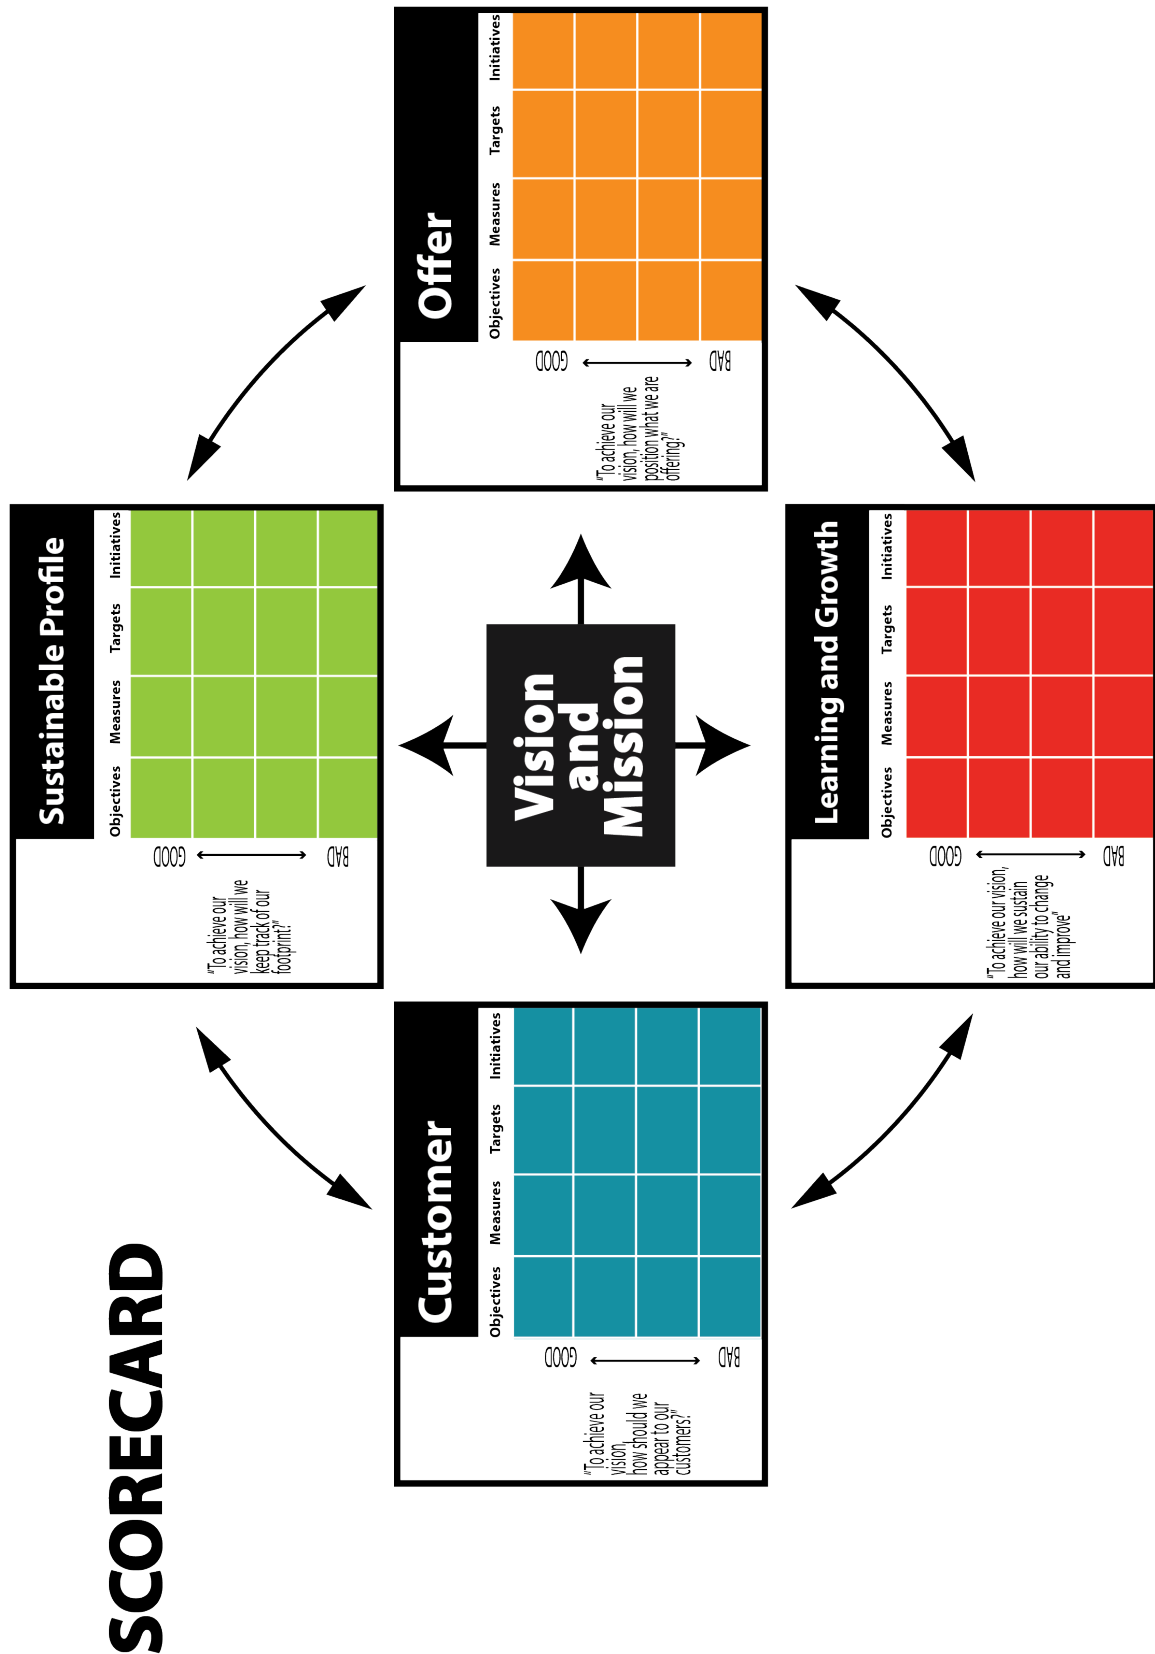 SCORECARD
Sustainable Profile
Objectives Measures Targets Initiatives
GOOD
BAD
“To achieve our
vision, how will we
keep track of our
footprint?”
Customer
Objectives Measures Targets Initiatives
GOOD
BAD
“To achieve our
vision,
how should we
appear to our
customers?”
Vision
and
Mission
Offer
Objectives Measures Targets Initiatives
GOOD
BAD
“To achieve our
vision, how will we
position what we are
offering?”
Learning and Growth
Objectives Measures Targets Initiatives
GOOD
BAD
“To achieve our vision,
how will we sustain
our ability to change
and improve”